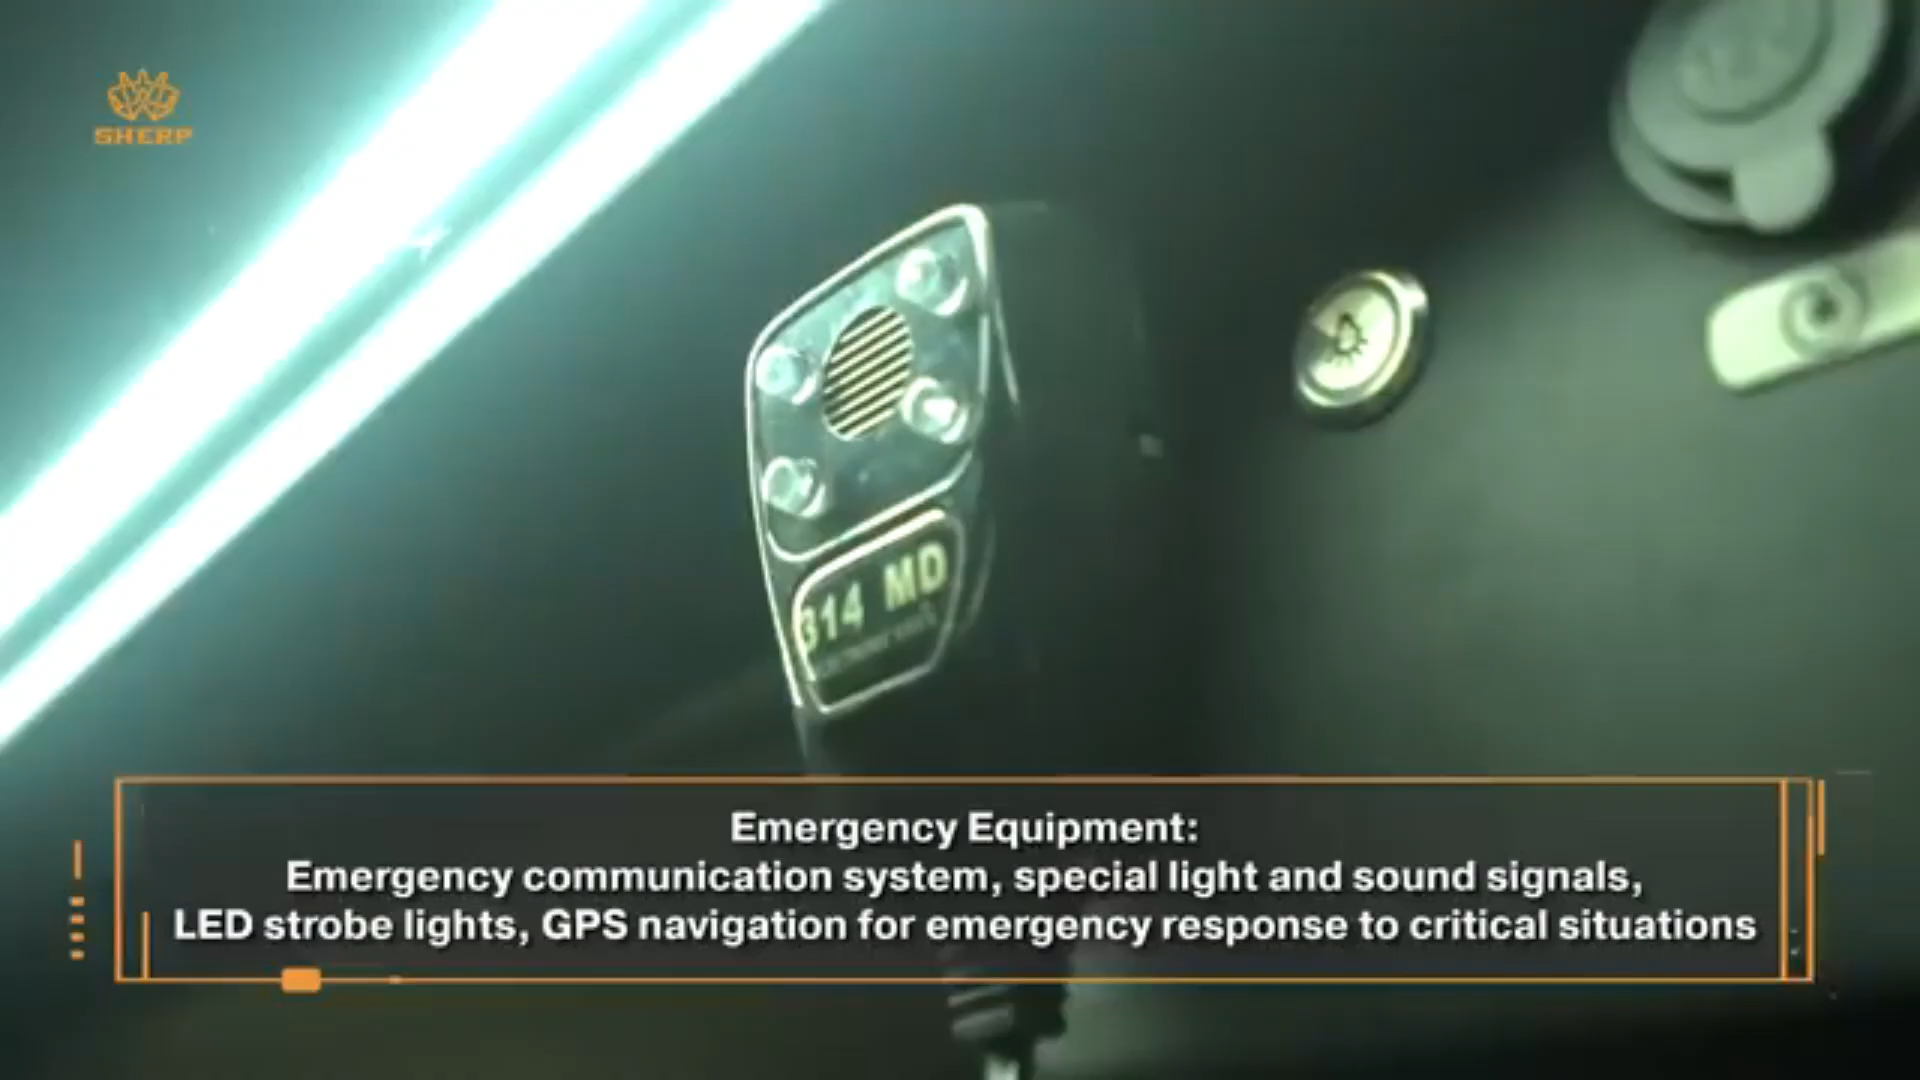 SHERP
314 MD
Emergency Equipment:
Emergency communication system, special light and sound signals,
LED strobe lights, GPS navigation for emergency response to critical situations